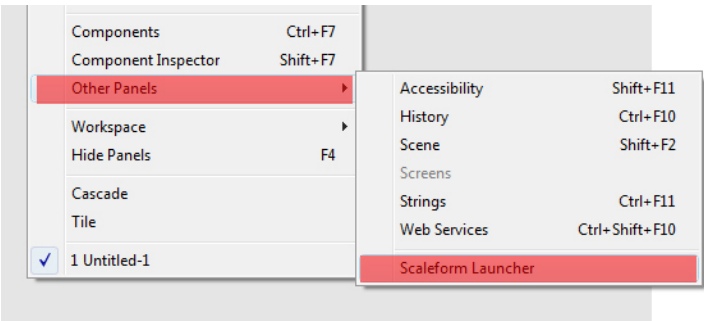 Components Ctrl+F7
Component Inspector Shift+F7
Other Panels
Workspace
Hide Panels F4
Cascade
Tile
1 Untitled-1
Accessibility Shift+F11
History Ctrl+F10
Scene Shift+F2
Screens
Strings Ctrl+F11
Web Services Ctrl+Shift+F10
Scaleform Launcher